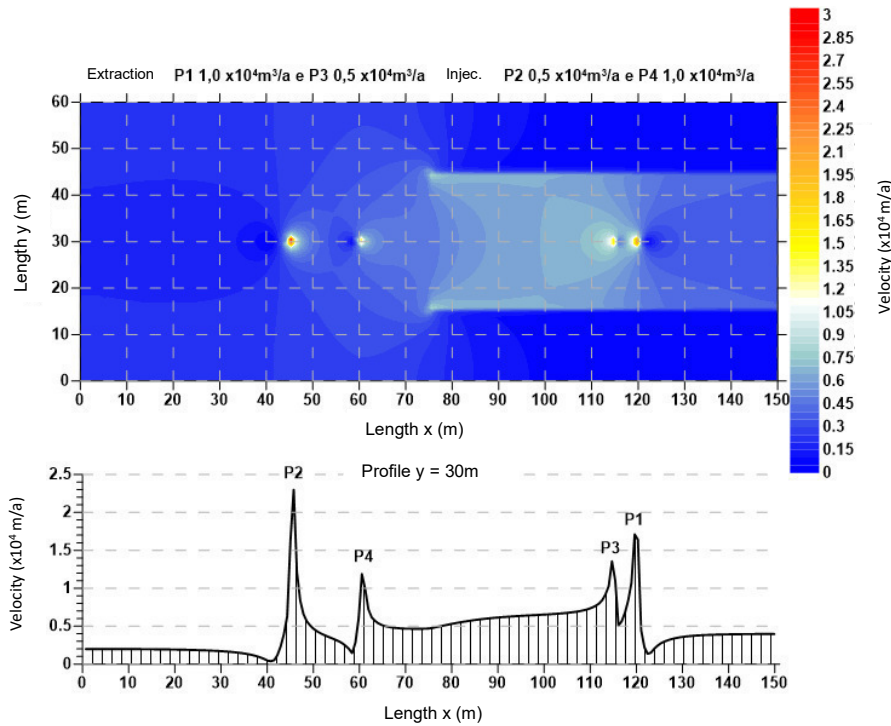 Extraction P1 1,0 x10⁴m³/a e P3 0,5 x10⁴m³/a Injec. P2 0,5 x10⁴m³/a e P4 1,0 x10⁴m³/a
60
50
40
30
20
10
0
Length y (m)
0 10 20 30 40 50 60 70 80 90 100 110 120 130 140 150
Length x (m)
3
2.85
2.7
2.55
2.4
2.25
2.1
1.95
1.8
1.65
1.5
1.35
1.2
1.05
0.9
0.75
0.6
0.45
0.3
0.15
0
Velocity (x10⁴ m/a)
Profile y = 30m
2.5
2
1.5
1
0.5
0
Velocity (x10⁴ m/a)
P2
P4
P3
P1
0 10 20 30 40 50 60 70 80 90 100 110 120 130 140 150
Length x (m)